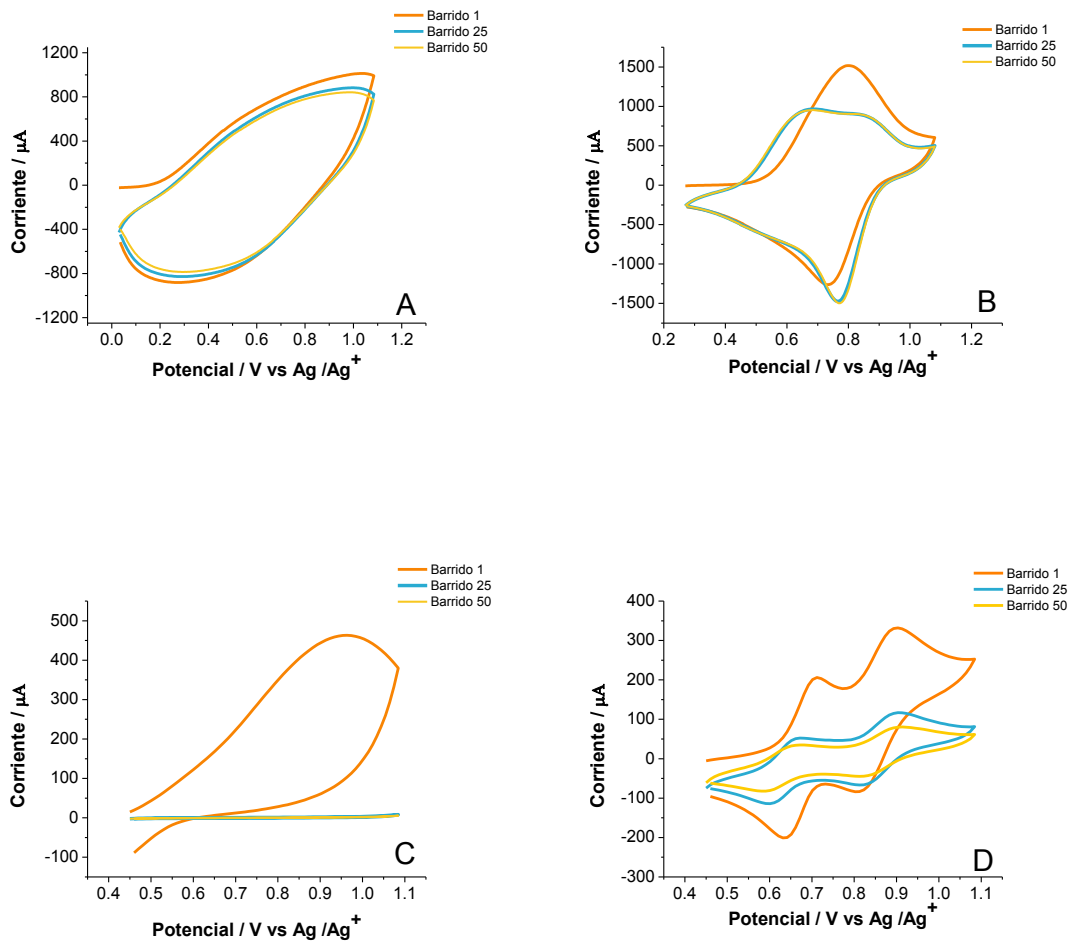 Barrido 1
Barrido 25
Barrido 50
1200
800
400
0
-400
-800
-1200
0.0 0.2 0.4 0.6 0.8 1.0 1.2
Corriente / µA
Potencial / V vs Ag /Ag+
A
Barrido 1
Barrido 25
Barrido 50
1500
1000
500
0
-500
-1000
-1500
0.2 0.4 0.6 0.8 1.0 1.2
Corriente / µA
Potencial / V vs Ag /Ag+
B
Barrido 1
Barrido 25
Barrido 50
500
400
300
200
100
0
-100
0.4 0.5 0.6 0.7 0.8 0.9 1.0 1.1
Corriente / µA
Potencial / V vs Ag /Ag+
C
Barrido 1
Barrido 25
Barrido 50
400
300
200
100
0
-100
-200
-300
0.4 0.5 0.6 0.7 0.8 0.9 1.0 1.1
Corriente / µA
Potencial / V vs Ag /Ag+
D